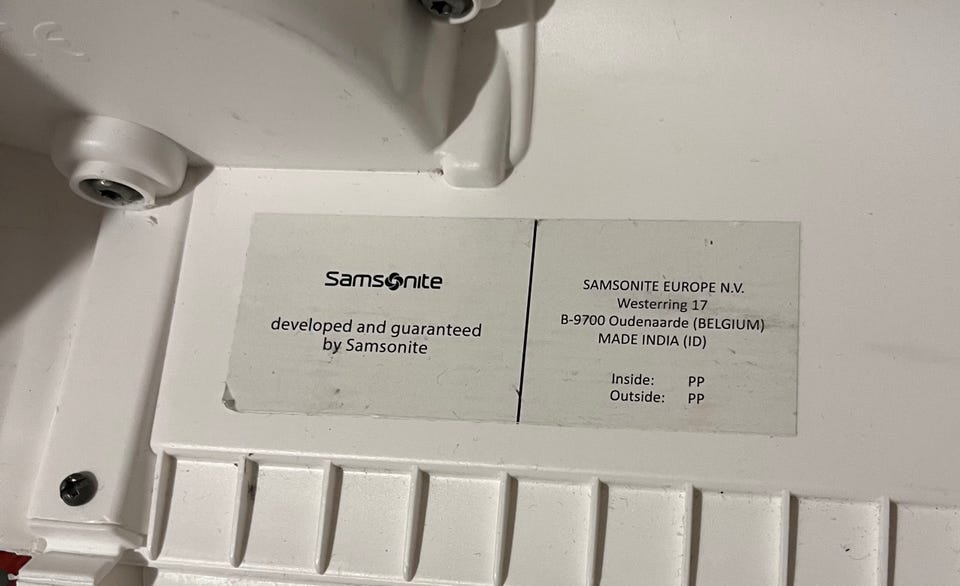 Samsonite
developed and guaranteed
by Samsonite
SAMSONITE EUROPE N.V.
Westerring 17
B-9700 Oudenaarde (BELGIUM)
MADE INDIA (ID)
Inside: PP
Outside: PP